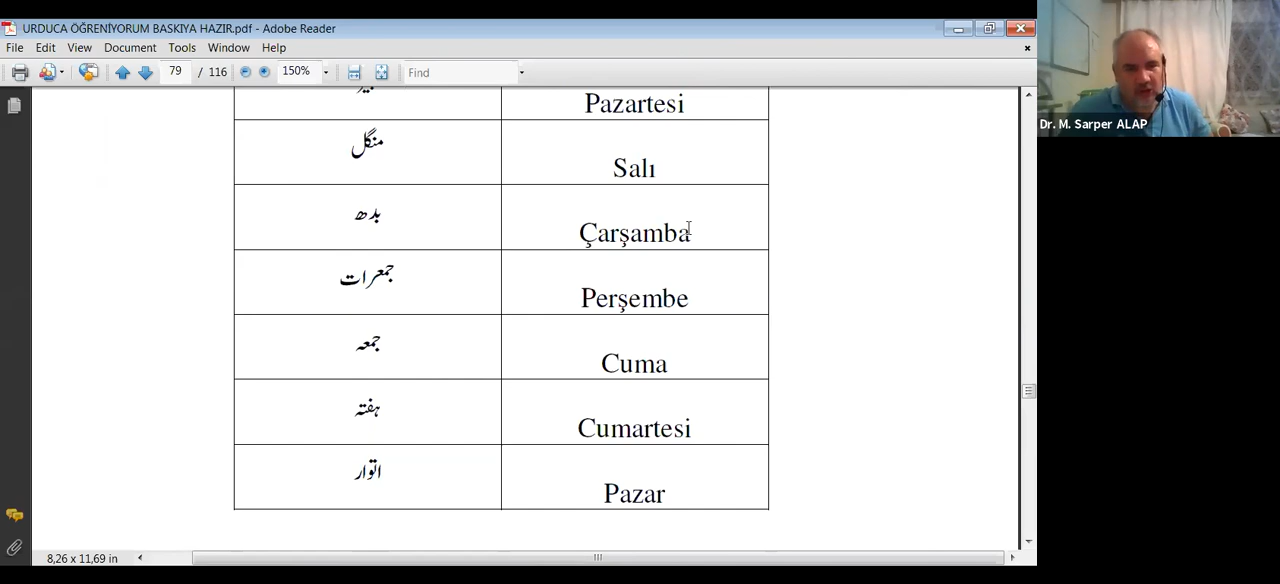 URDUCA ÖĞRENİYORUM BASKIYA HAZIR.pdf - Adobe Reader
File Edit View Document Tools Window Help
79 / 116 150% Find
Pazartesi
منگل
Salı
بدھ
Çarşamba
جمعرات
Perşembe
جمعہ
Cuma
ہفتہ
Cumartesi
اتوار
Pazar
8,26 x 11,69 in
Dr. M. Sarper ALAP